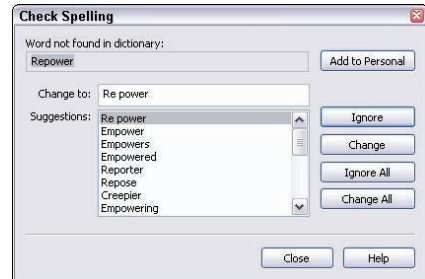 Check Spelling
Word not found in dictionary:
Repower
Add to Personal
Change to: Re power
Suggestions: Re power
Empower
Empowers
Empowered
Reporter
Repose
Creepier
Empowering
Ignore
Change
Ignore All
Change All
Close Help